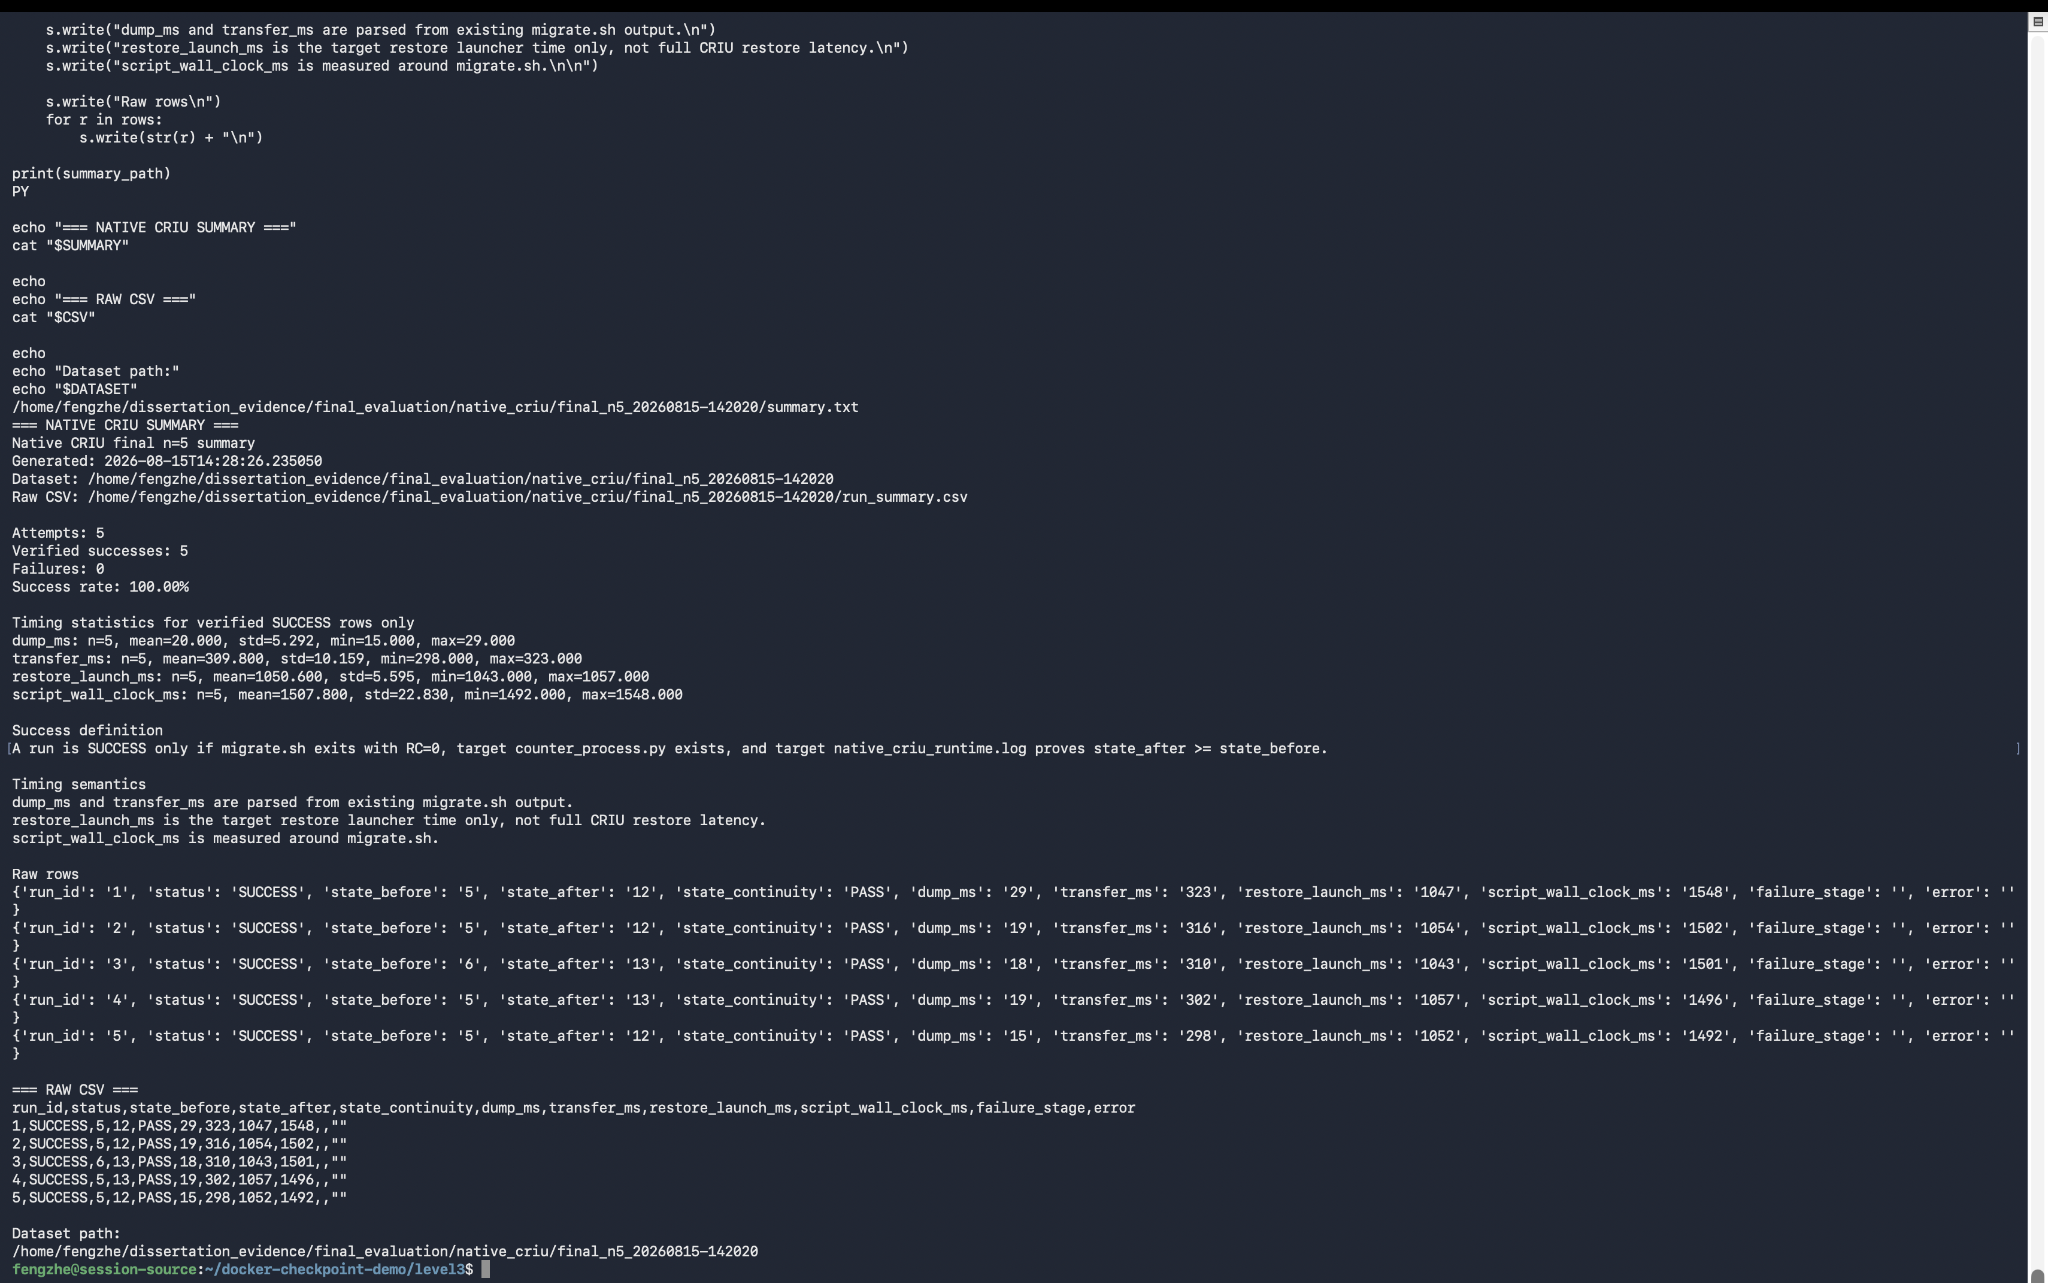 s.write("dump_ms and transfer_ms are parsed from existing migrate.sh output.\n")
    s.write("restore_launch_ms is the target restore launcher time only, not full CRIU restore latency.\n")
    s.write("script_wall_clock_ms is measured around migrate.sh.\n\n")

    s.write("Raw rows\n")
    for r in rows:
        s.write(str(r) + "\n")

print(summary_path)
PY

echo "=== NATIVE CRIU SUMMARY ==="
cat "$SUMMARY"

echo
echo "=== RAW CSV ==="
cat "$CSV"

echo
echo "Dataset path:"
echo "$DATASET"
/home/fengzhe/dissertation_evidence/final_evaluation/native_criu/final_n5_20260815-142020/summary.txt
=== NATIVE CRIU SUMMARY ===
Native CRIU final n=5 summary
Generated: 2026-08-15T14:28:26.235050
Dataset: /home/fengzhe/dissertation_evidence/final_evaluation/native_criu/final_n5_20260815-142020
Raw CSV: /home/fengzhe/dissertation_evidence/final_evaluation/native_criu/final_n5_20260815-142020/run_summary.csv

Attempts: 5
Verified successes: 5
Failures: 0
Success rate: 100.00%

Timing statistics for verified SUCCESS rows only
dump_ms: n=5, mean=20.000, std=5.292, min=15.000, max=29.000
transfer_ms: n=5, mean=309.800, std=10.159, min=298.000, max=323.000
restore_launch_ms: n=5, mean=1050.600, std=5.595, min=1043.000, max=1057.000
script_wall_clock_ms: n=5, mean=1507.800, std=22.830, min=1492.000, max=1548.000

Success definition
[A run is SUCCESS only if migrate.sh exits with RC=0, target counter_process.py exists, and target native_criu_runtime.log proves state_after >= state_before. ]

Timing semantics
dump_ms and transfer_ms are parsed from existing migrate.sh output.
restore_launch_ms is the target restore launcher time only, not full CRIU restore latency.
script_wall_clock_ms is measured around migrate.sh.

Raw rows
{'run_id': '1', 'status': 'SUCCESS', 'state_before': '5', 'state_after': '12', 'state_continuity': 'PASS', 'dump_ms': '29', 'transfer_ms': '323', 'restore_launch_ms': '1047', 'script_wall_clock_ms': '1548', 'failure_stage': '', 'error': ''
}
{'run_id': '2', 'status': 'SUCCESS', 'state_before': '5', 'state_after': '12', 'state_continuity': 'PASS', 'dump_ms': '19', 'transfer_ms': '316', 'restore_launch_ms': '1054', 'script_wall_clock_ms': '1502', 'failure_stage': '', 'error': ''
}
{'run_id': '3', 'status': 'SUCCESS', 'state_before': '6', 'state_after': '13', 'state_continuity': 'PASS', 'dump_ms': '18', 'transfer_ms': '310', 'restore_launch_ms': '1043', 'script_wall_clock_ms': '1501', 'failure_stage': '', 'error': ''
}
{'run_id': '4', 'status': 'SUCCESS', 'state_before': '5', 'state_after': '13', 'state_continuity': 'PASS', 'dump_ms': '19', 'transfer_ms': '302', 'restore_launch_ms': '1057', 'script_wall_clock_ms': '1496', 'failure_stage': '', 'error': ''
}
{'run_id': '5', 'status': 'SUCCESS', 'state_before': '5', 'state_after': '12', 'state_continuity': 'PASS', 'dump_ms': '15', 'transfer_ms': '298', 'restore_launch_ms': '1052', 'script_wall_clock_ms': '1492', 'failure_stage': '', 'error': ''
}

=== RAW CSV ===
run_id,status,state_before,state_after,state_continuity,dump_ms,transfer_ms,restore_launch_ms,script_wall_clock_ms,failure_stage,error
1,SUCCESS,5,12,PASS,29,323,1047,1548,,""
2,SUCCESS,5,12,PASS,19,316,1054,1502,,""
3,SUCCESS,6,13,PASS,18,310,1043,1501,,""
4,SUCCESS,5,13,PASS,19,302,1057,1496,,""
5,SUCCESS,5,12,PASS,15,298,1052,1492,,""

Dataset path:
/home/fengzhe/dissertation_evidence/final_evaluation/native_criu/final_n5_20260815-142020
fengzhe@session-source:~/docker-checkpoint-demo/level3$